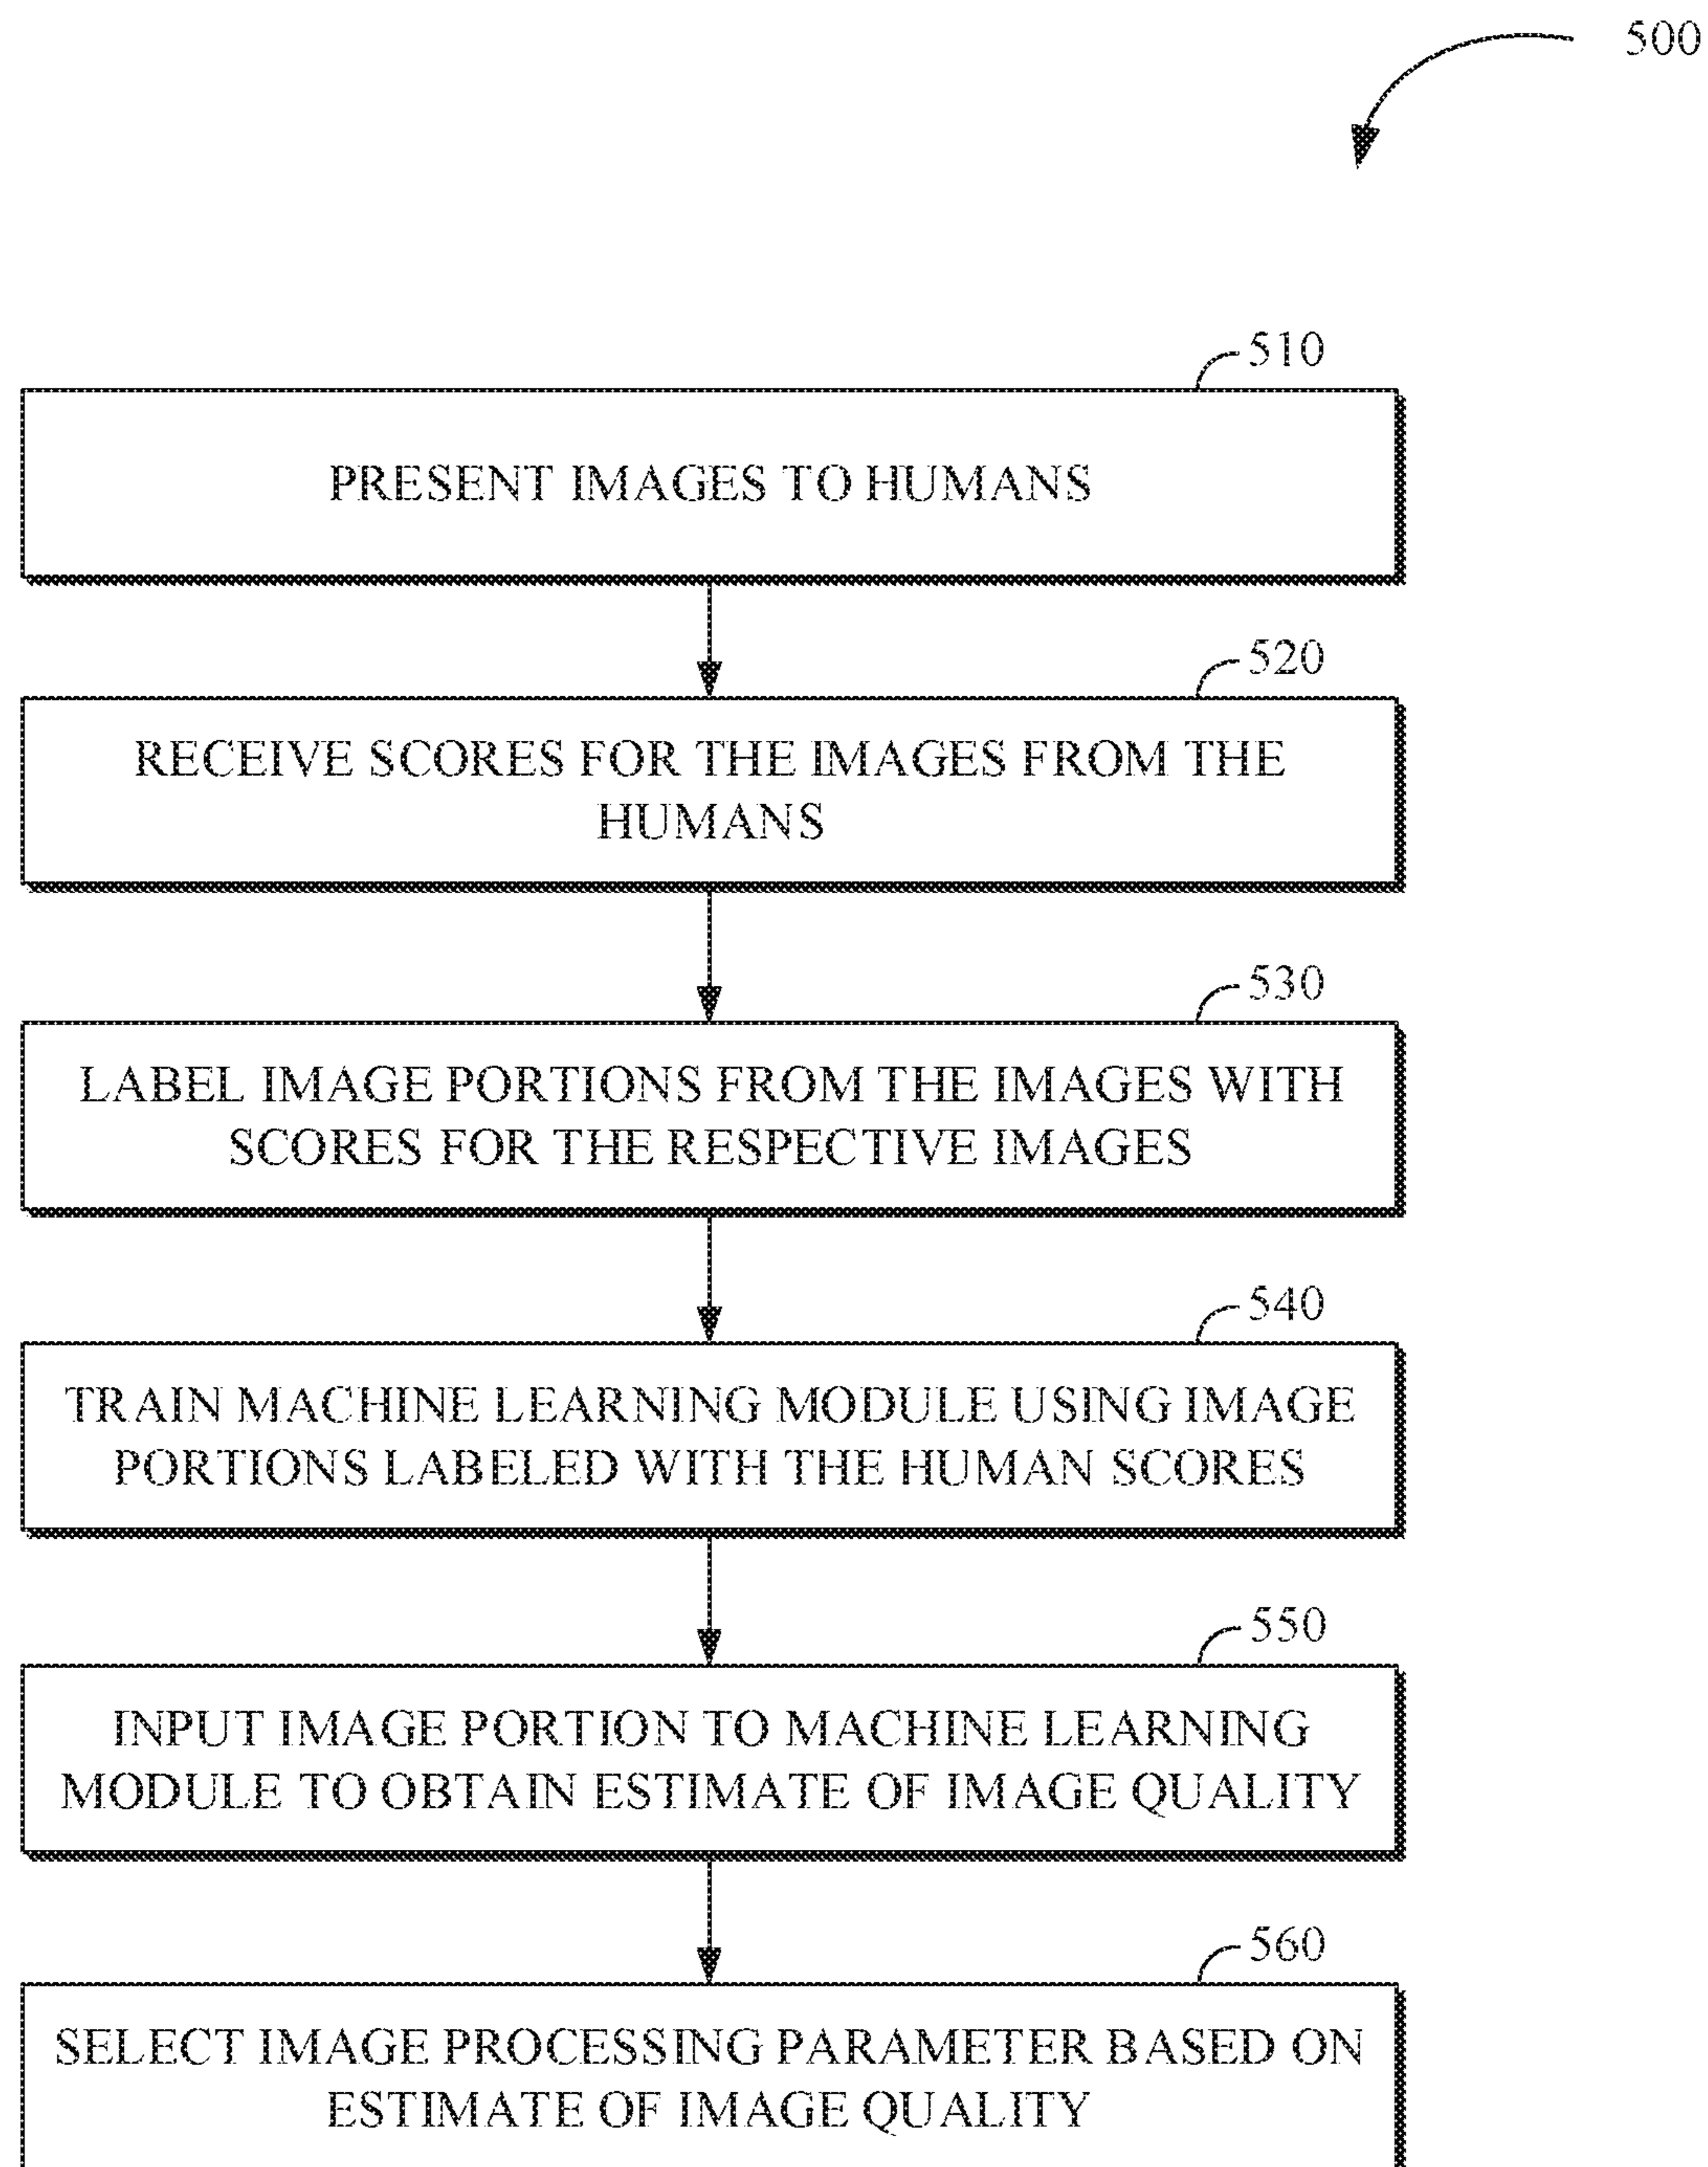 500
510
PRESENT IMAGES TO HUMANS
520
RECEIVE SCORES FOR THE IMAGES FROM THE
HUMANS
530
LABEL IMAGE PORTIONS FROM THE IMAGES WITH
SCORES FOR THE RESPECTIVE IMAGES
540
TRAIN MACHINE LEARNING MODULE USING IMAGE
PORTIONS LABELED WITH THE HUMAN SCORES
550
INPUT IMAGE PORTION TO MACHINE LEARNING
MODULE TO OBTAIN ESTIMATE OF IMAGE QUALITY
560
SELECT IMAGE PROCESSING PARAMETER BASED ON
ESTIMATE OF IMAGE QUALITY